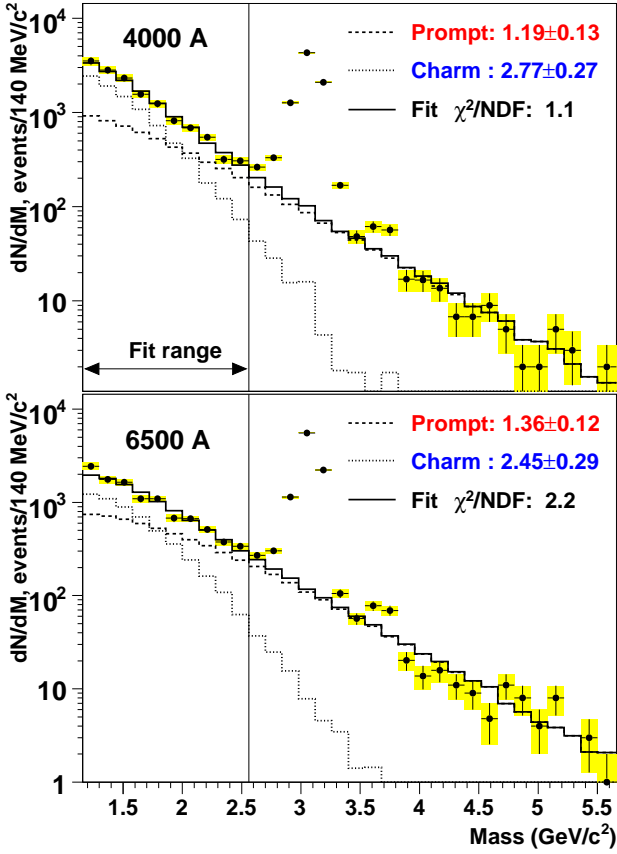 dN/dM, events/140 MeV/c²
10⁴
10³
10²
10
4000 A
Prompt: 1.19±0.13
Charm : 2.77±0.27
Fit χ²/NDF: 1.1
Fit range
dN/dM, events/140 MeV/c²
10⁴
10³
10²
10
1
6500 A
Prompt: 1.36±0.12
Charm : 2.45±0.29
Fit χ²/NDF: 2.2
1.5 2 2.5 3 3.5 4 4.5 5 5.5
Mass (GeV/c²)